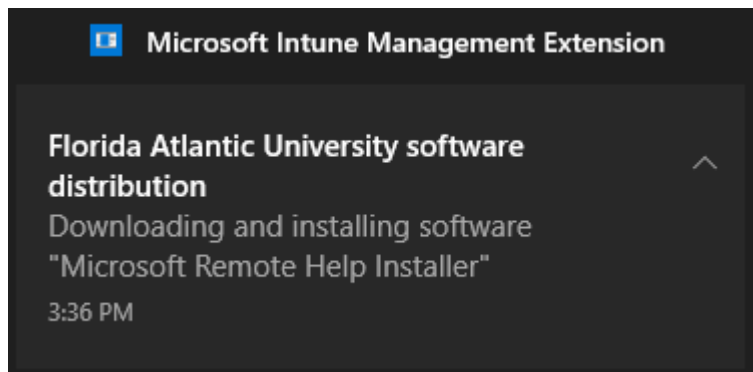 Microsoft Intune Management Extension
Florida Atlantic University software
distribution
Downloading and installing software
"Microsoft Remote Help Installer"
3:36 PM